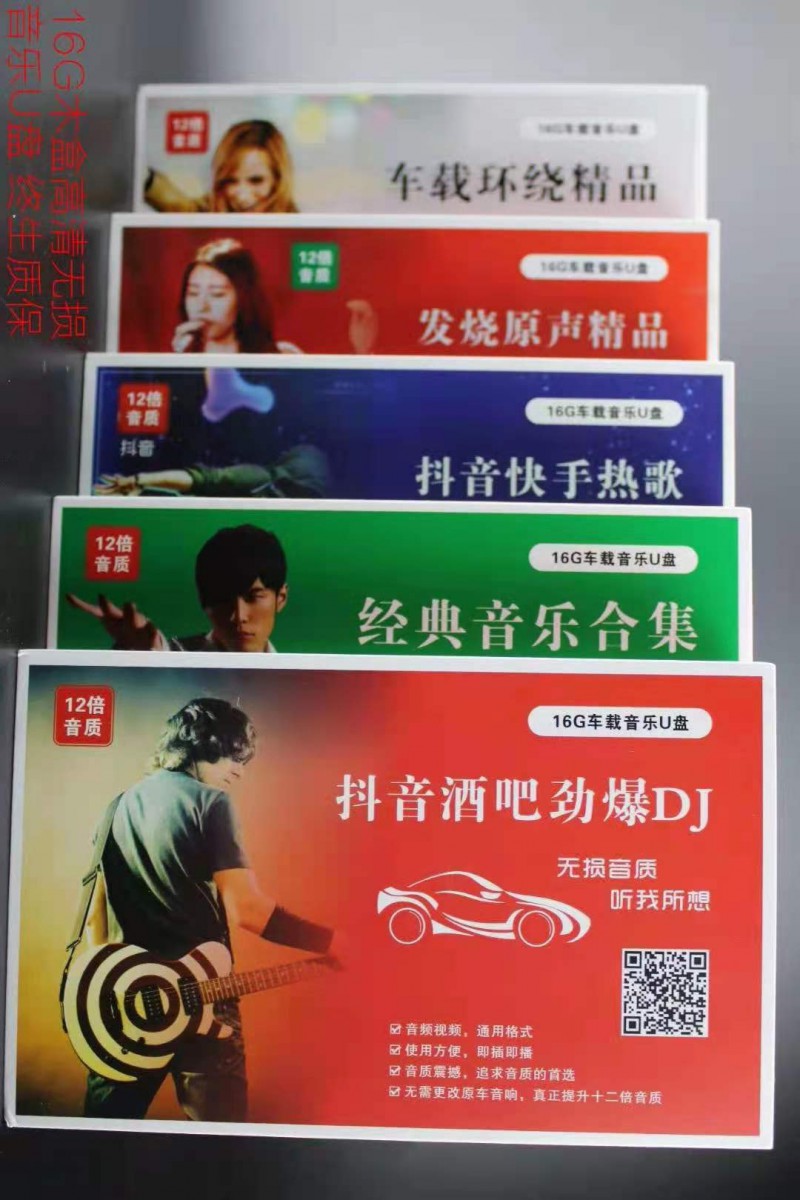 16G木盒高清无损
音乐U盘 终生质保
12倍
音质
16G车载音乐U盘
车载环绕精品
12倍
音质
16G车载音乐U盘
发烧原声精品
12倍
音质
抖音
16G车载音乐U盘
抖音快手热歌
12倍
音质
16G车载音乐U盘
经典音乐合集
12倍
音质
16G车载音乐U盘
抖音酒吧劲爆DJ
无损音质
听我所想
音频视频，通用格式
使用方便，即插即播
音质震撼，追求音质的首选
无需更改原车音响，真正提升十二倍音质